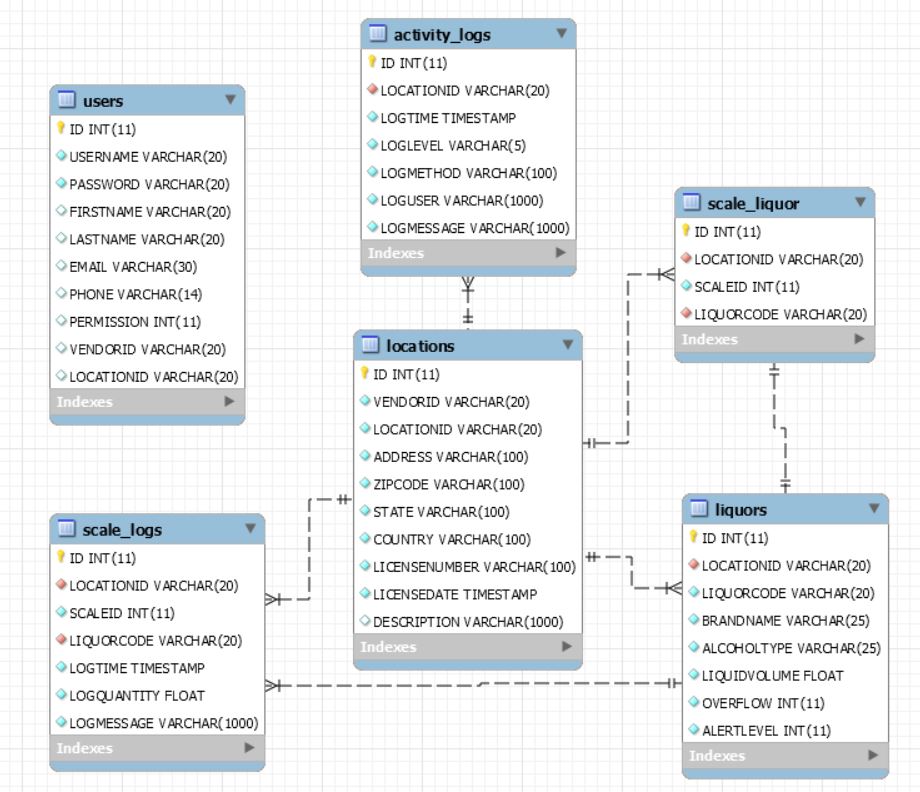 activity_logs
ID INT(11)
LOCATIONID VARCHAR(20)
LOGTIME TIMESTAMP
LOGLEVEL VARCHAR(5)
LOGMETHOD VARCHAR(100)
LOGUSER VARCHAR(1000)
LOGMESSAGE VARCHAR(1000)
Indexes
users
ID INT(11)
USERNAME VARCHAR(20)
PASSWORD VARCHAR(20)
FIRSTNAME VARCHAR(20)
LASTNAME VARCHAR(20)
EMAIL VARCHAR(30)
PHONE VARCHAR(14)
PERMISSION INT(11)
VENDORID VARCHAR(20)
LOCATIONID VARCHAR(20)
Indexes
scale_liquor
ID INT(11)
LOCATIONID VARCHAR(20)
SCALEID INT(11)
LIQUORCODE VARCHAR(20)
Indexes
locations
ID INT(11)
VENDORID VARCHAR(20)
LOCATIONID VARCHAR(20)
ADDRESS VARCHAR(100)
ZIPCODE VARCHAR(100)
STATE VARCHAR(100)
COUNTRY VARCHAR(100)
LICENSENUMBER VARCHAR(100)
LICENSEDATE TIMESTAMP
DESCRIPTION VARCHAR(1000)
Indexes
scale_logs
ID INT(11)
LOCATIONID VARCHAR(20)
SCALEID INT(11)
LIQUORCODE VARCHAR(20)
LOGTIME TIMESTAMP
LOGQUANTITY FLOAT
LOGMESSAGE VARCHAR(1000)
Indexes
liquors
ID INT(11)
LOCATIONID VARCHAR(20)
LIQUORCODE VARCHAR(20)
BRANDNAME VARCHAR(25)
ALCOHOLTYPE VARCHAR(25)
LIQUIDVOLUME FLOAT
OVERFLOW INT(11)
ALERTLEVEL INT(11)
Indexes